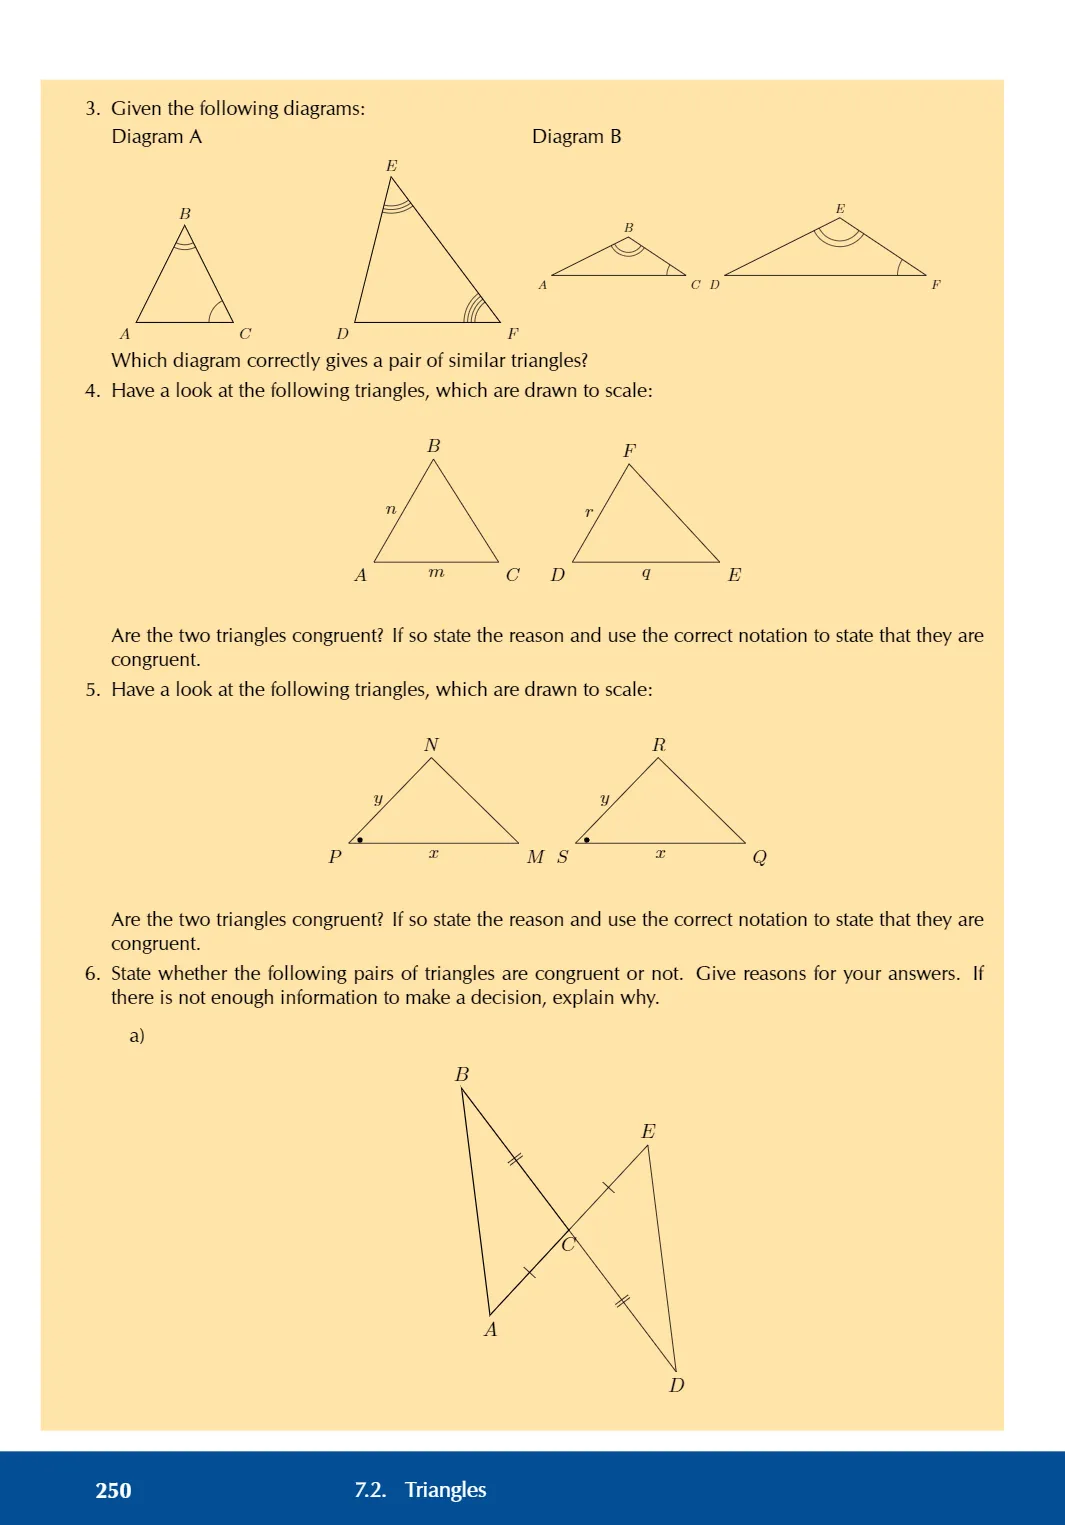 3. Given the following diagrams:
Diagram A Diagram B
E
B
A C
D F
B
A C
E
D F
Which diagram correctly gives a pair of similar triangles?
4. Have a look at the following triangles, which are drawn to scale:
B
n
A m C
F
r
D q E
Are the two triangles congruent? If so state the reason and use the correct notation to state that they are
congruent.
5. Have a look at the following triangles, which are drawn to scale:
N
y
P x M
R
y
S x Q
Are the two triangles congruent? If so state the reason and use the correct notation to state that they are
congruent.
6. State whether the following pairs of triangles are congruent or not. Give reasons for your answers. If
there is not enough information to make a decision, explain why.
a)
B
E
C
A
D
250 7.2. Triangles